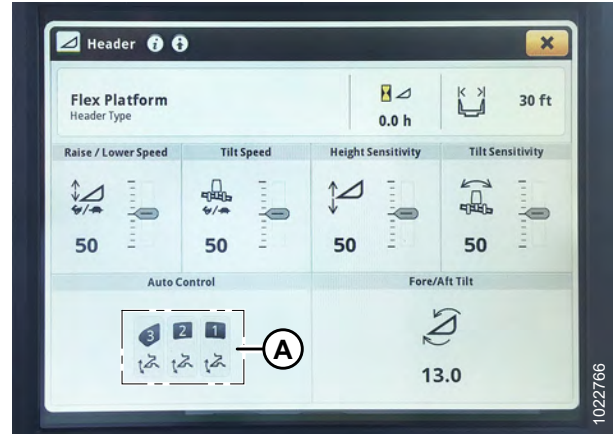 Header
Flex Platform
Header Type
0.0 h
30 ft
Raise / Lower Speed
Tilt Speed
Height Sensitivity
Tilt Sensitivity
50
50
50
50
Auto Control
Fore/Aft Tilt
3 2 1
A
13.0
1022766